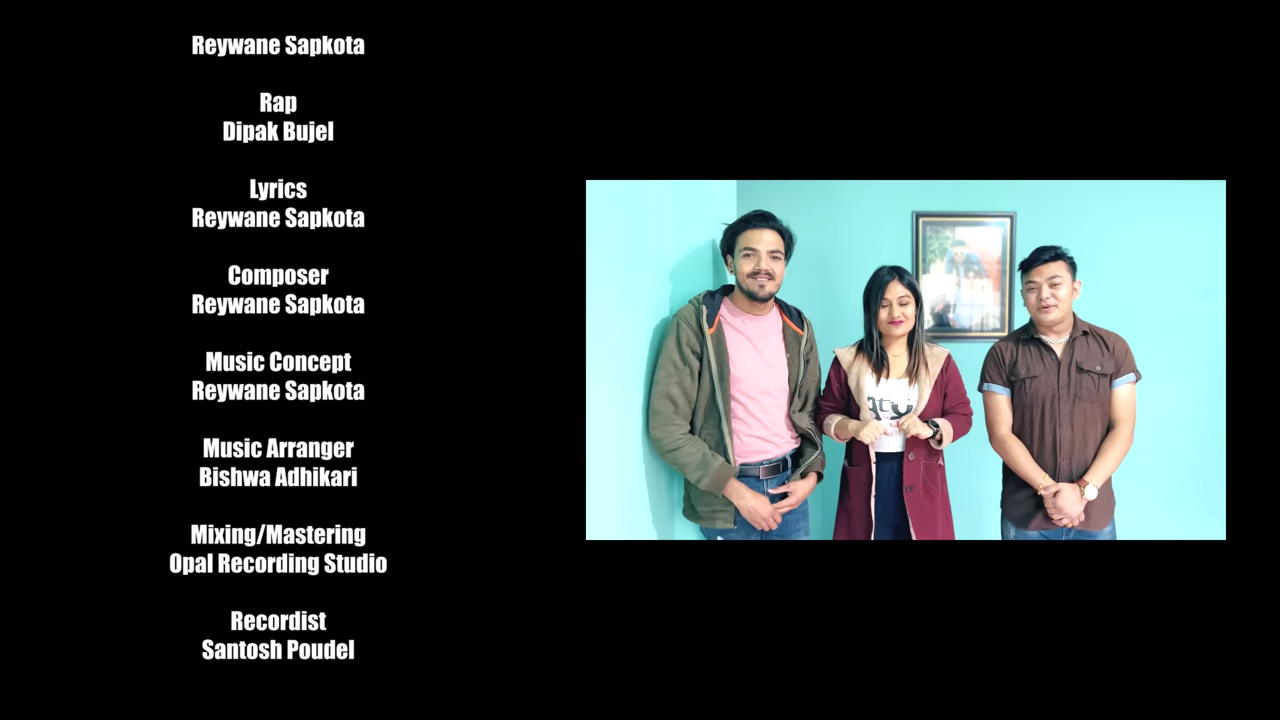 Reywane Sapkota
Rap
Dipak Bujel
Lyrics
Reywane Sapkota
Composer
Reywane Sapkota
Music Concept
Reywane Sapkota
Music Arranger
Bishwa Adhikari
Mixing/Mastering
Opal Recording Studio
Recordist
Santosh Poudel